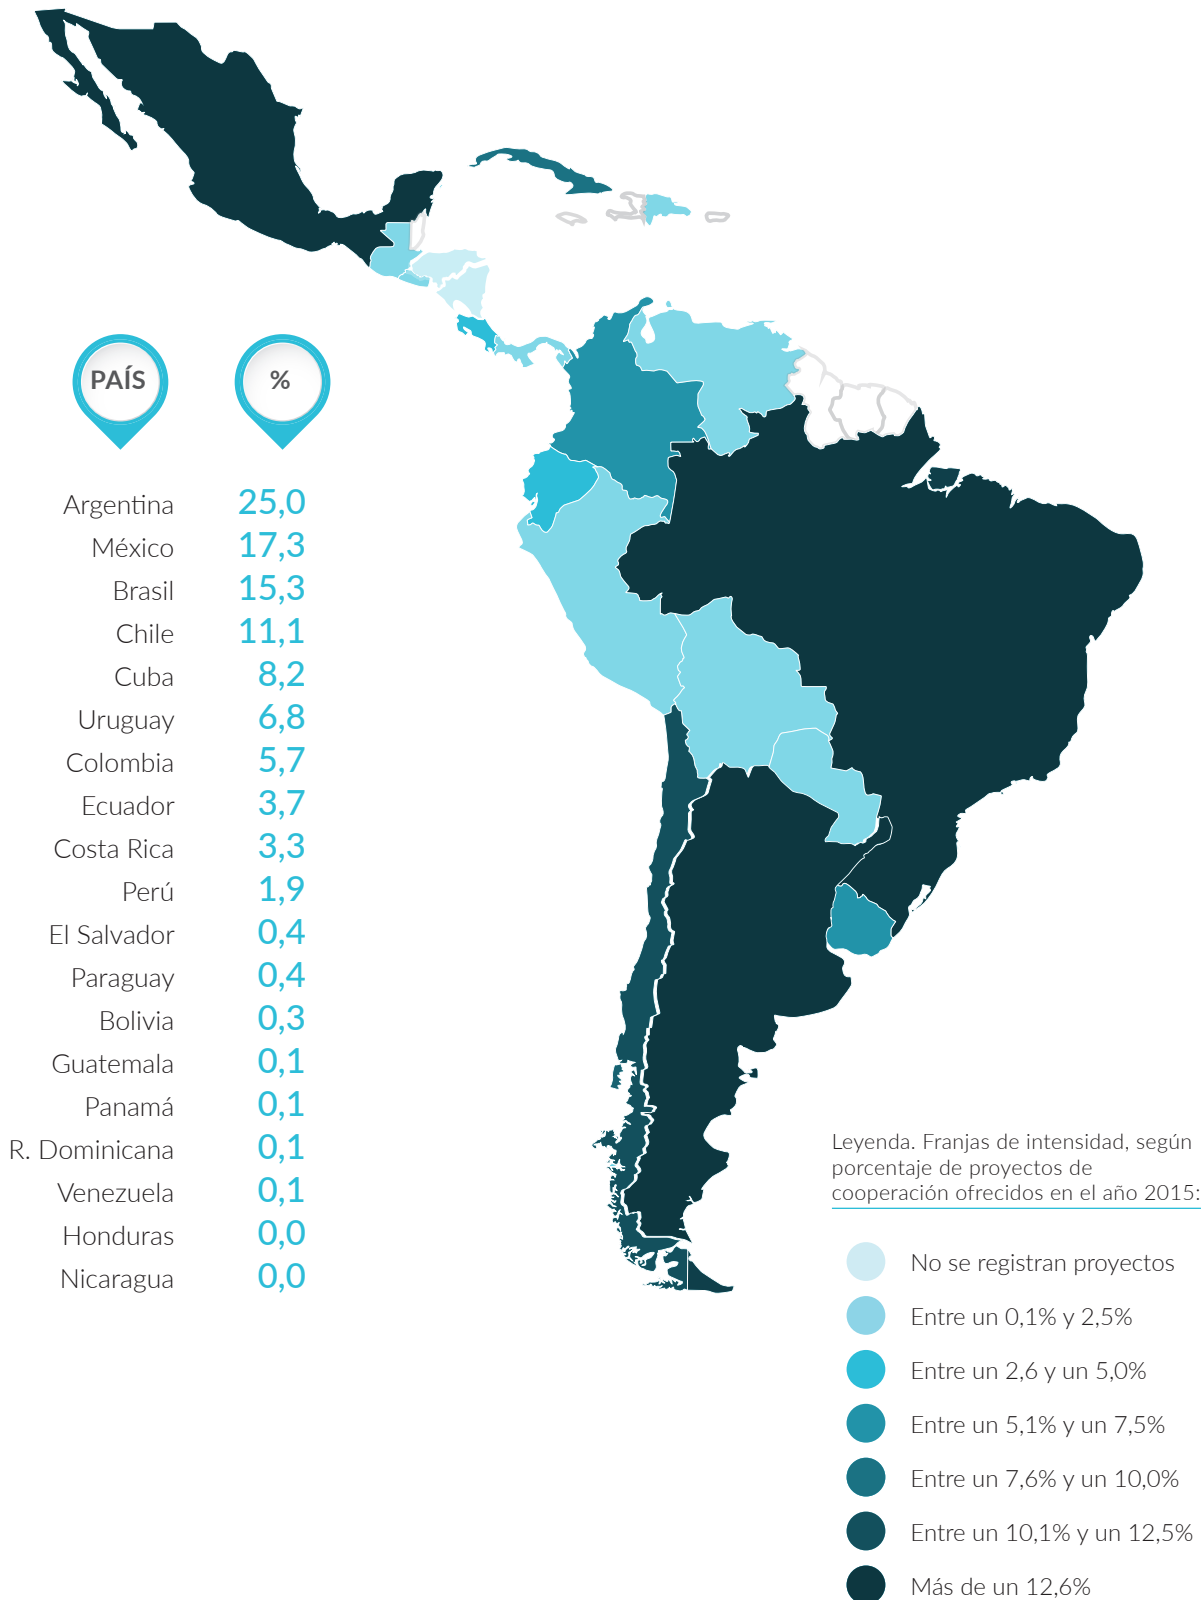 PAÍS %
Argentina 25,0
México 17,3
Brasil 15,3
Chile 11,1
Cuba 8,2
Uruguay 6,8
Colombia 5,7
Ecuador 3,7
Costa Rica 3,3
Perú 1,9
El Salvador 0,4
Paraguay 0,4
Bolivia 0,3
Guatemala 0,1
Panamá 0,1
R. Dominicana 0,1
Venezuela 0,1
Honduras 0,0
Nicaragua 0,0
Leyenda. Franjas de intensidad, según
porcentaje de proyectos de
cooperación ofrecidos en el año 2015:
No se registran proyectos
Entre un 0,1% y 2,5%
Entre un 2,6 y un 5,0%
Entre un 5,1% y un 7,5%
Entre un 7,6% y un 10,0%
Entre un 10,1% y un 12,5%
Más de un 12,6%